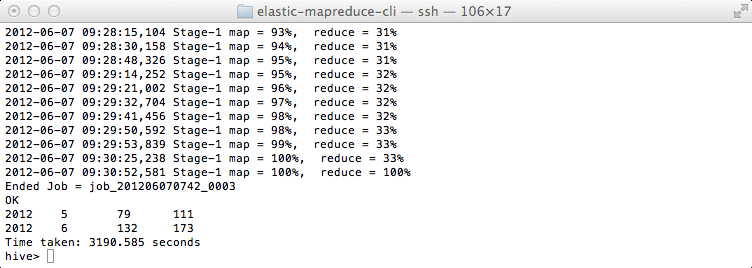 elastic-mapreduce-cli — ssh — 106×17
2012-06-07 09:28:15,104 Stage-1 map = 93%,  reduce = 31%
2012-06-07 09:28:30,158 Stage-1 map = 94%,  reduce = 31%
2012-06-07 09:28:48,326 Stage-1 map = 95%,  reduce = 31%
2012-06-07 09:29:14,252 Stage-1 map = 95%,  reduce = 32%
2012-06-07 09:29:21,002 Stage-1 map = 96%,  reduce = 32%
2012-06-07 09:29:32,704 Stage-1 map = 97%,  reduce = 32%
2012-06-07 09:29:41,456 Stage-1 map = 98%,  reduce = 32%
2012-06-07 09:29:50,592 Stage-1 map = 98%,  reduce = 33%
2012-06-07 09:29:53,839 Stage-1 map = 99%,  reduce = 33%
2012-06-07 09:30:25,238 Stage-1 map = 100%,  reduce = 33%
2012-06-07 09:30:52,581 Stage-1 map = 100%,  reduce = 100%
Ended Job = job_201206070742_0003
OK
2012    5       79      111
2012    6       132     173
Time taken: 3190.585 seconds
hive>